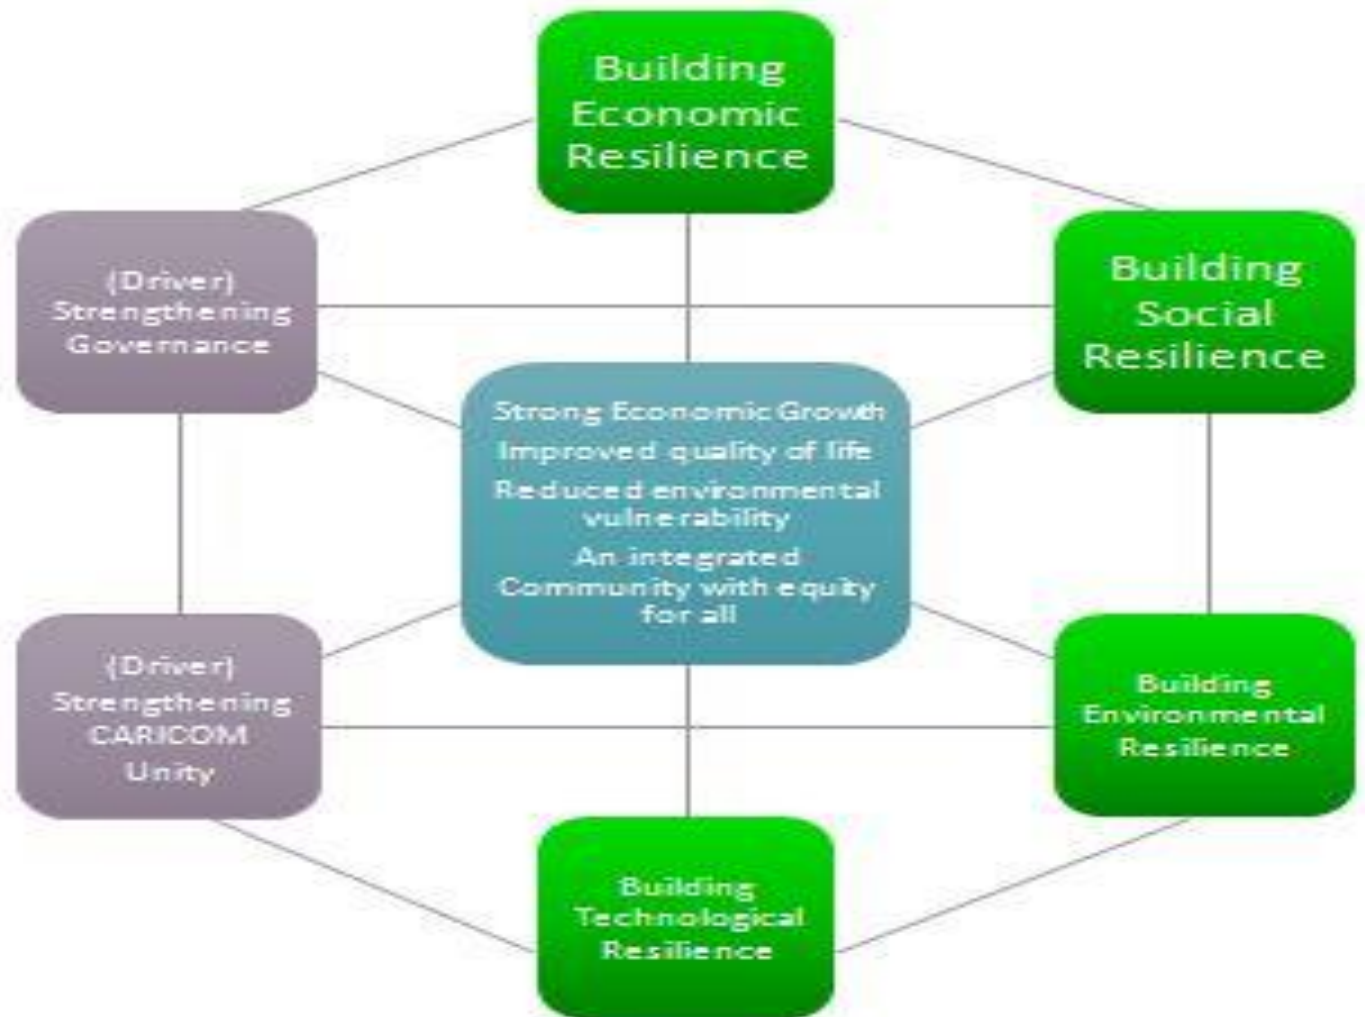 Building
Economic
Resilience
(Driver)
Strengthening
Governance
Building
Social
Resilience
Strong Economic Growth
Improved quality of life
Reduced environmental
vulnerability
An integrated
Community with equity
for all
(Driver)
Strengthening
CARICOM
Unity
Building
Environmental
Resilience
Building
Technological
Resilience